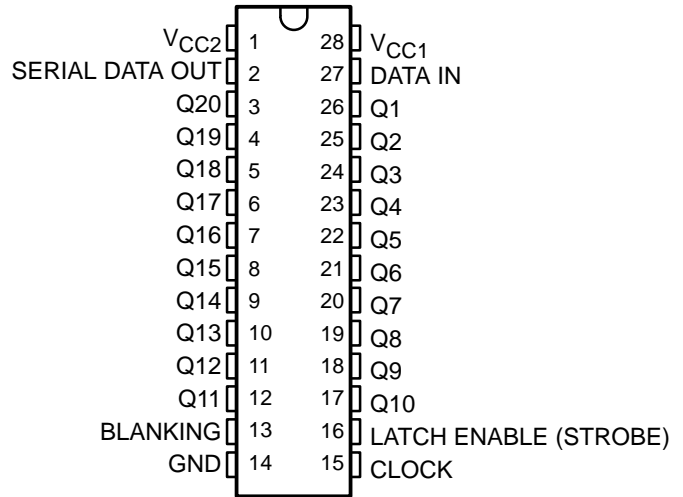 VCC2 1 28 VCC1
SERIAL DATA OUT 2 27 DATA IN
Q20 3 26 Q1
Q19 4 25 Q2
Q18 5 24 Q3
Q17 6 23 Q4
Q16 7 22 Q5
Q15 8 21 Q6
Q14 9 20 Q7
Q13 10 19 Q8
Q12 11 18 Q9
Q11 12 17 Q10
BLANKING 13 16 LATCH ENABLE (STROBE)
GND 14 15 CLOCK